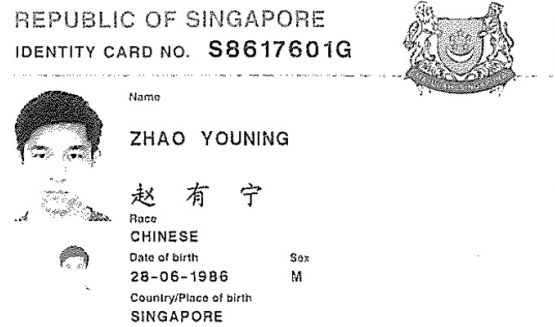 REPUBLIC OF SINGAPORE
IDENTITY CARD NO. S8617601G
Name
ZHAO YOUNING
赵有宁
Race
CHINESE
Date of birth Sex
28-06-1986 M
Country/Place of birth
SINGAPORE